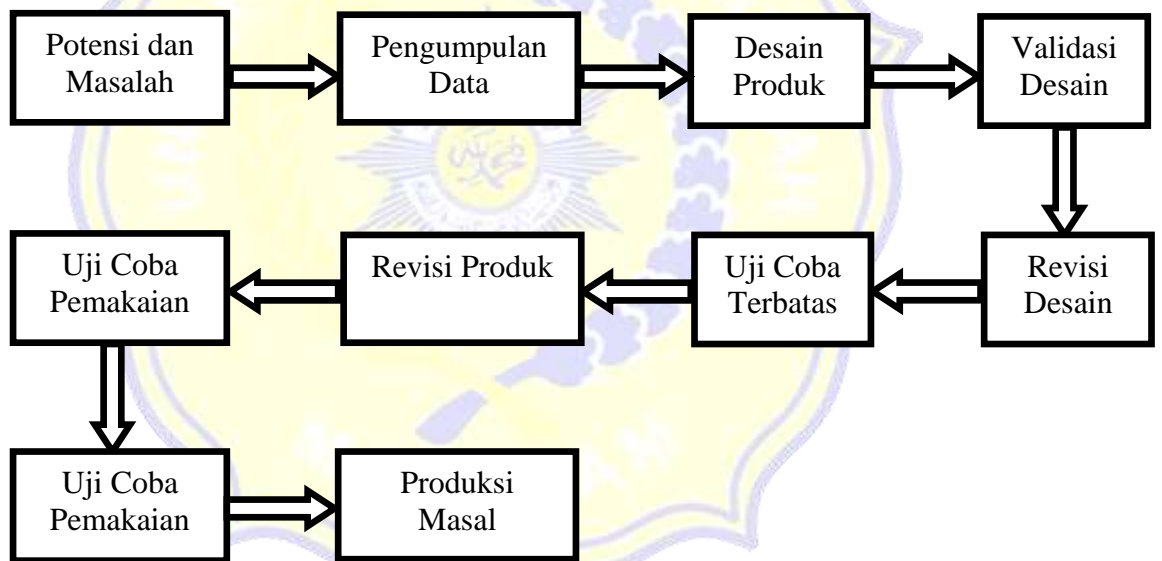 Potensi dan
Masalah
Pengumpulan
Data
Desain
Produk
Validasi
Desain
Uji Coba
Pemakaian
Revisi Produk
Uji Coba
Terbatas
Revisi
Desain
Uji Coba
Pemakaian
Produksi
Masal